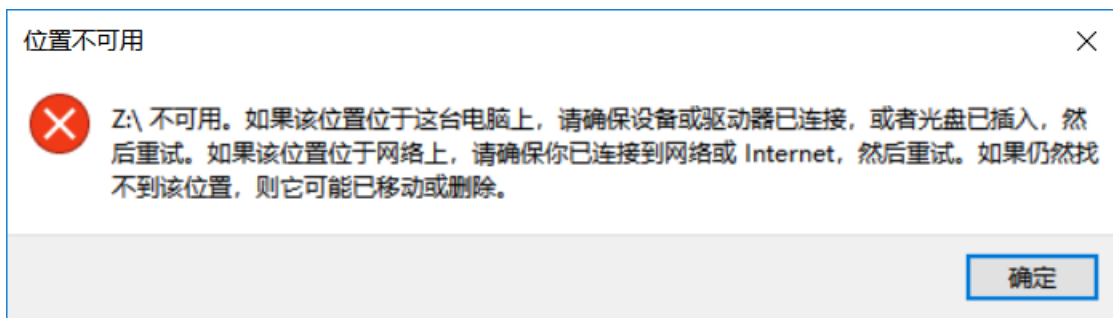 位置不可用
Z:\ 不可用。如果该位置位于这台电脑上，请确保设备或驱动器已连接，或者光盘已插入，然
后重试。如果该位置位于网络上，请确保你已连接到网络或 Internet，然后重试。如果仍然找
不到该位置，则它可能已移动或删除。
确定